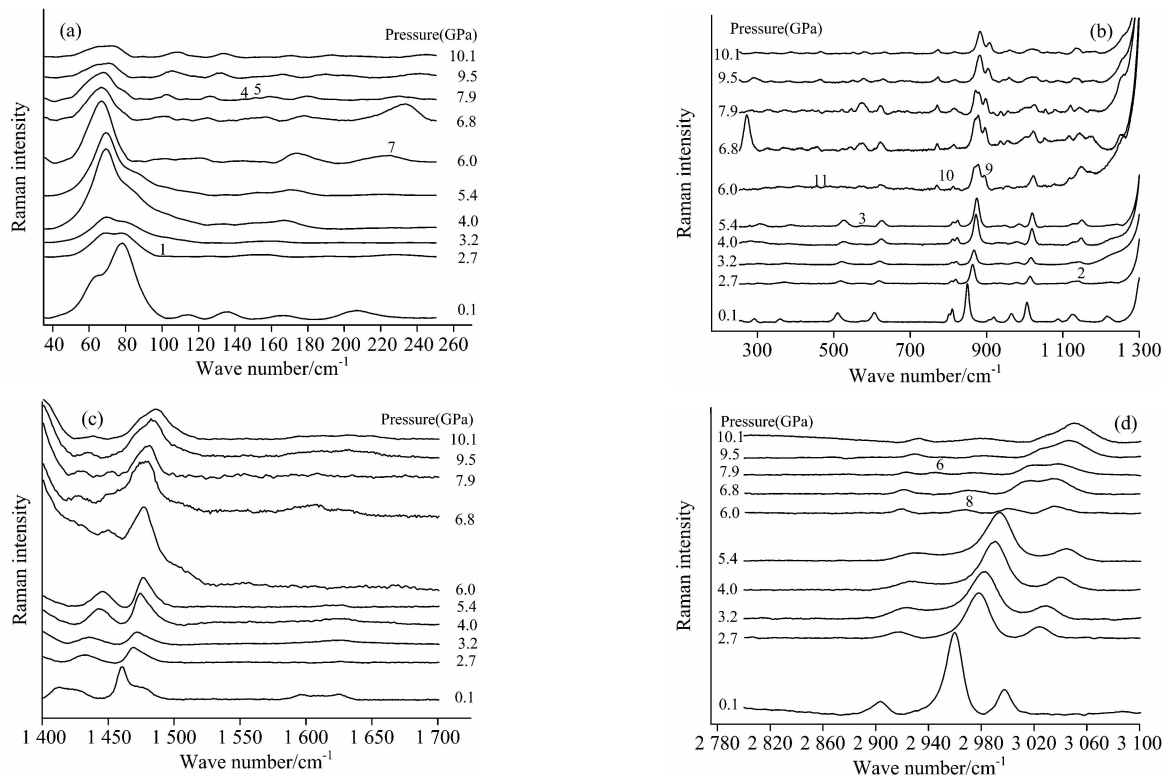 (a)
Pressure(GPa)
10.1
9.5
7.9
4 5
6.8
7
6.0
5.4
4.0
3.2
1
2.7
0.1
Raman intensity
40 60 80 100 120 140 160 180 200 220 240 260
Wave number/cm-1
(b)
Pressure(GPa)
10.1
9.5
7.9
6.8
6.0
11 10 9
5.4
3
4.0
3.2
2.7
2
0.1
Raman intensity
300 500 700 900 1 100 1 300
Wave number/cm-1
(c)
Pressure(GPa)
10.1
9.5
7.9
6.8
6.0
5.4
4.0
3.2
2.7
0.1
Raman intensity
1 400 1 450 1 500 1 550 1 600 1 650 1 700
Wave number/cm-1
(d)
Pressure(GPa)
10.1
9.5
7.9
6
6.8
8
6.0
5.4
4.0
3.2
2.7
0.1
Raman intensity
2 780 2 820 2 860 2 900 2 940 2 980 3 020 3 060 3 100
Wave number/cm-1